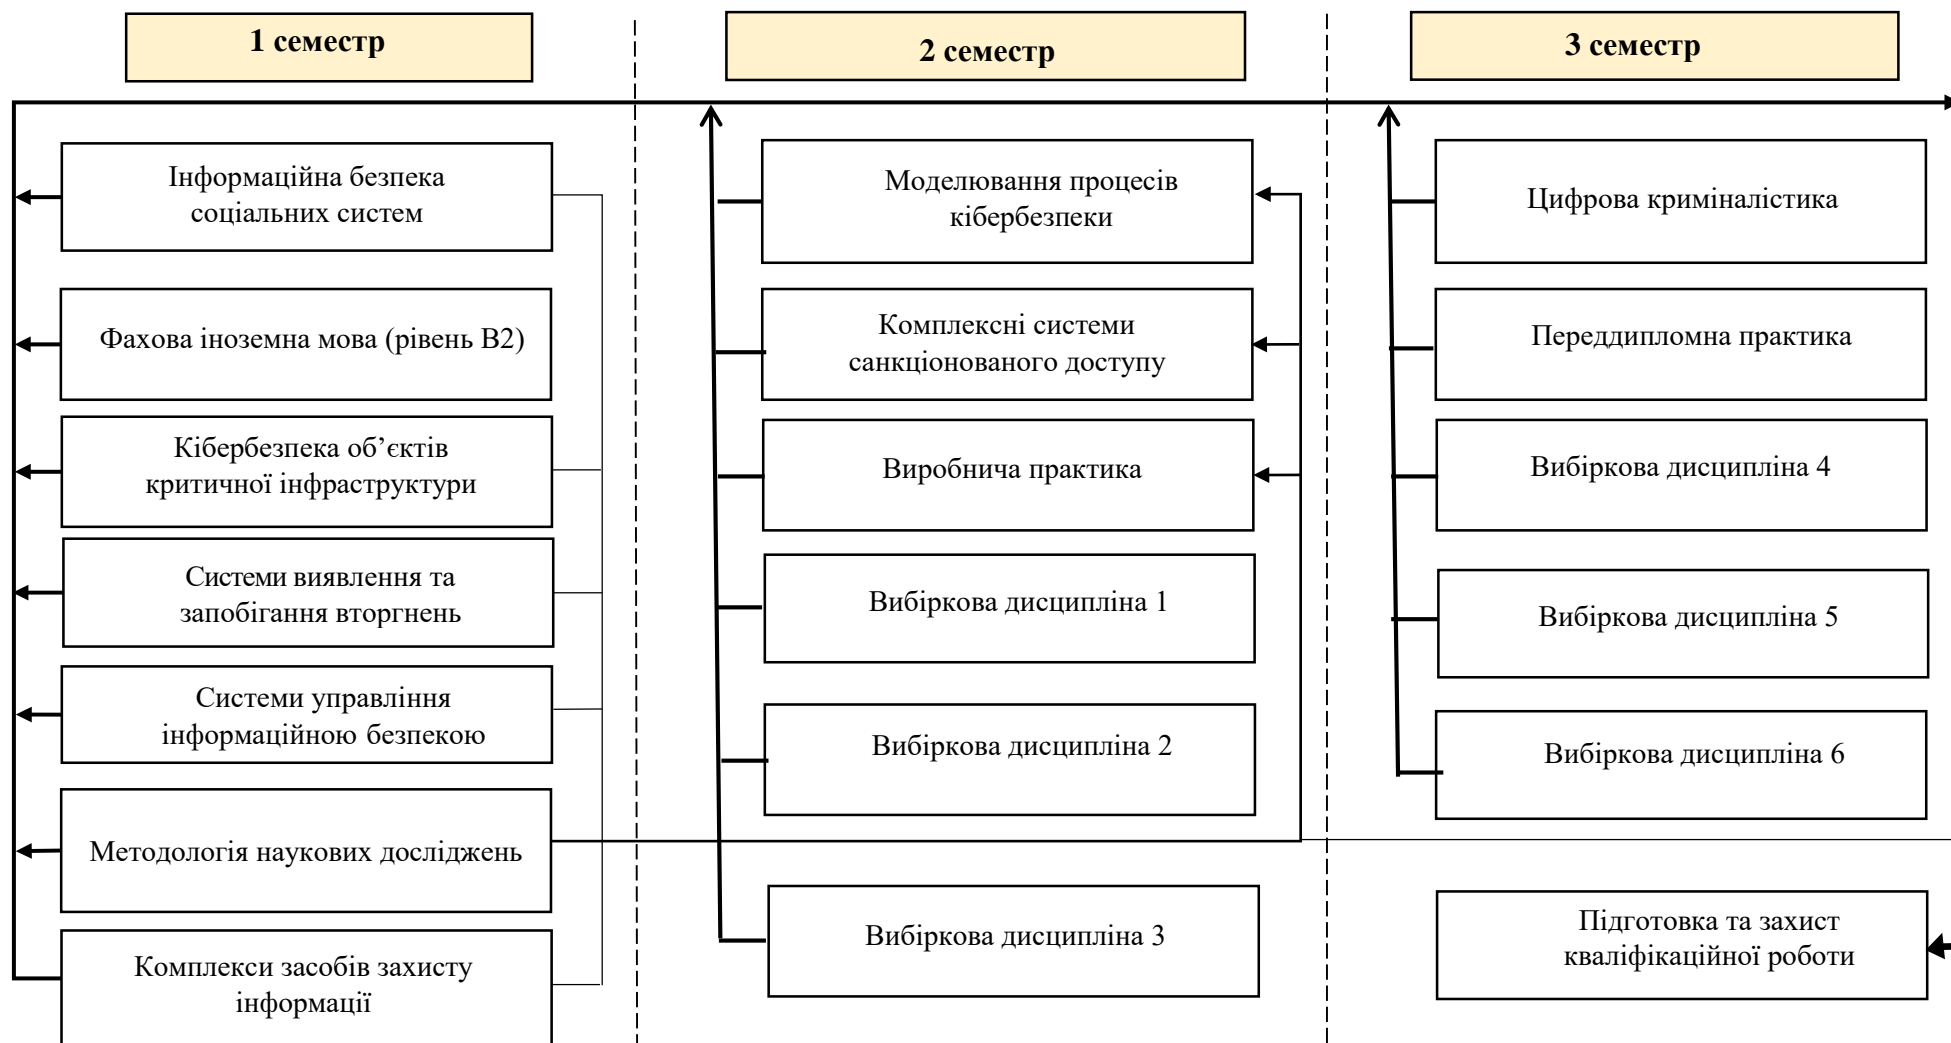 1 семестр
Інформаційна безпека
соціальних систем
Фахова іноземна мова (рівень В2)
Кібербезпека об’єктів
критичної інфраструктури
Системи виявлення та
запобігання вторгнень
Системи управління
інформаційною безпекою
Методологія наукових досліджень
Комплекси засобів захисту
інформації
2 семестр
Моделювання процесів
кібербезпеки
Комплексні системи
санкціонованого доступу
Виробнича практика
Вибіркова дисципліна 1
Вибіркова дисципліна 2
Вибіркова дисципліна 3
3 семестр
Цифрова криміналістика
Переддипломна практика
Вибіркова дисципліна 4
Вибіркова дисципліна 5
Вибіркова дисципліна 6
Підготовка та захист
кваліфікаційної роботи